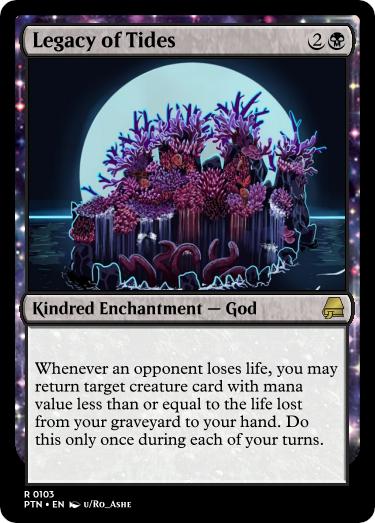 Legacy of Tides 2
Kindred Enchantment — God
Whenever an opponent loses life, you may
return target creature card with mana
value less than or equal to the life lost
from your graveyard to your hand. Do
this only once during each of your turns.
R 0103
PTN • EN u/Ro_Ashe